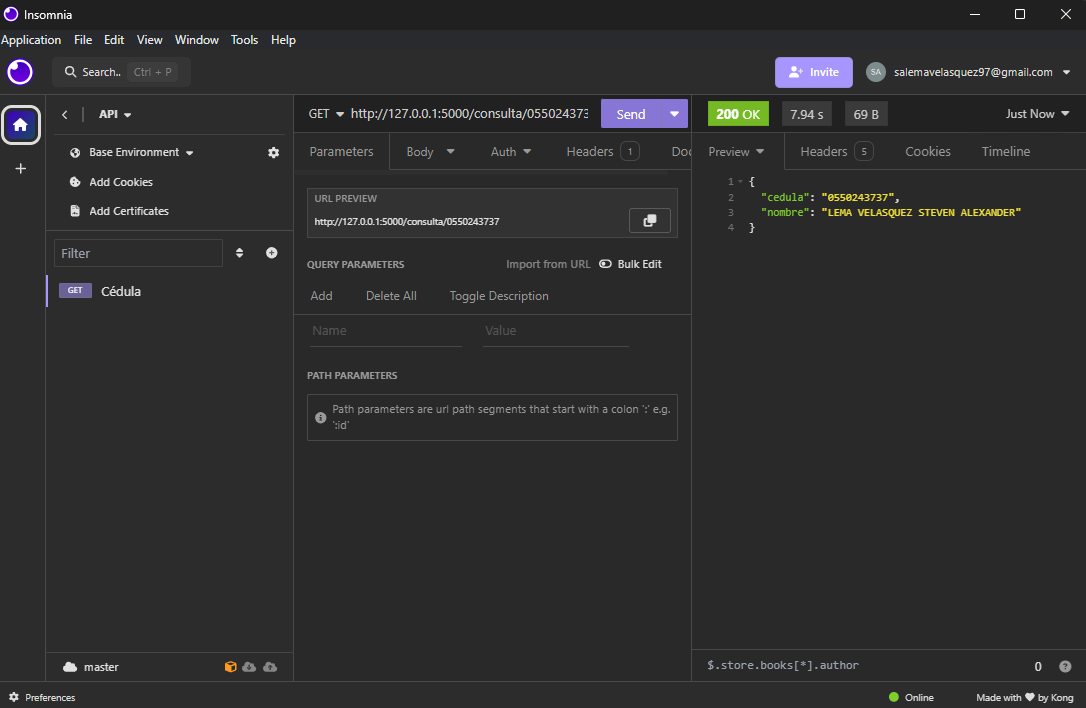 Insomnia
Application File Edit View Window Tools Help
Search.. Ctrl + P
Invite
SA salemavelasquez97@gmail.com
API
GET http://127.0.0.1:5000/consulta/055024373
Send
200 OK 7.94 s 69 B
Just Now
Base Environment
Add Cookies
Add Certificates
Filter
GET Cédula
master
Parameters Body Auth Headers 1 Doc
URL PREVIEW
http://127.0.0.1:5000/consulta/0550243737
QUERY PARAMETERS Import from URL Bulk Edit
Add Delete All Toggle Description
Name Value
PATH PARAMETERS
Path parameters are url path segments that start with a colon ':' e.g.
':id'
Preview Headers 5 Cookies Timeline
1 {
2 "cedula": "0550243737",
3 "nombre": "LEMA VELASQUEZ STEVEN ALEXANDER"
4 }
$.store.books[*].author 0 ?
Preferences
Online
Made with ♥ by Kong